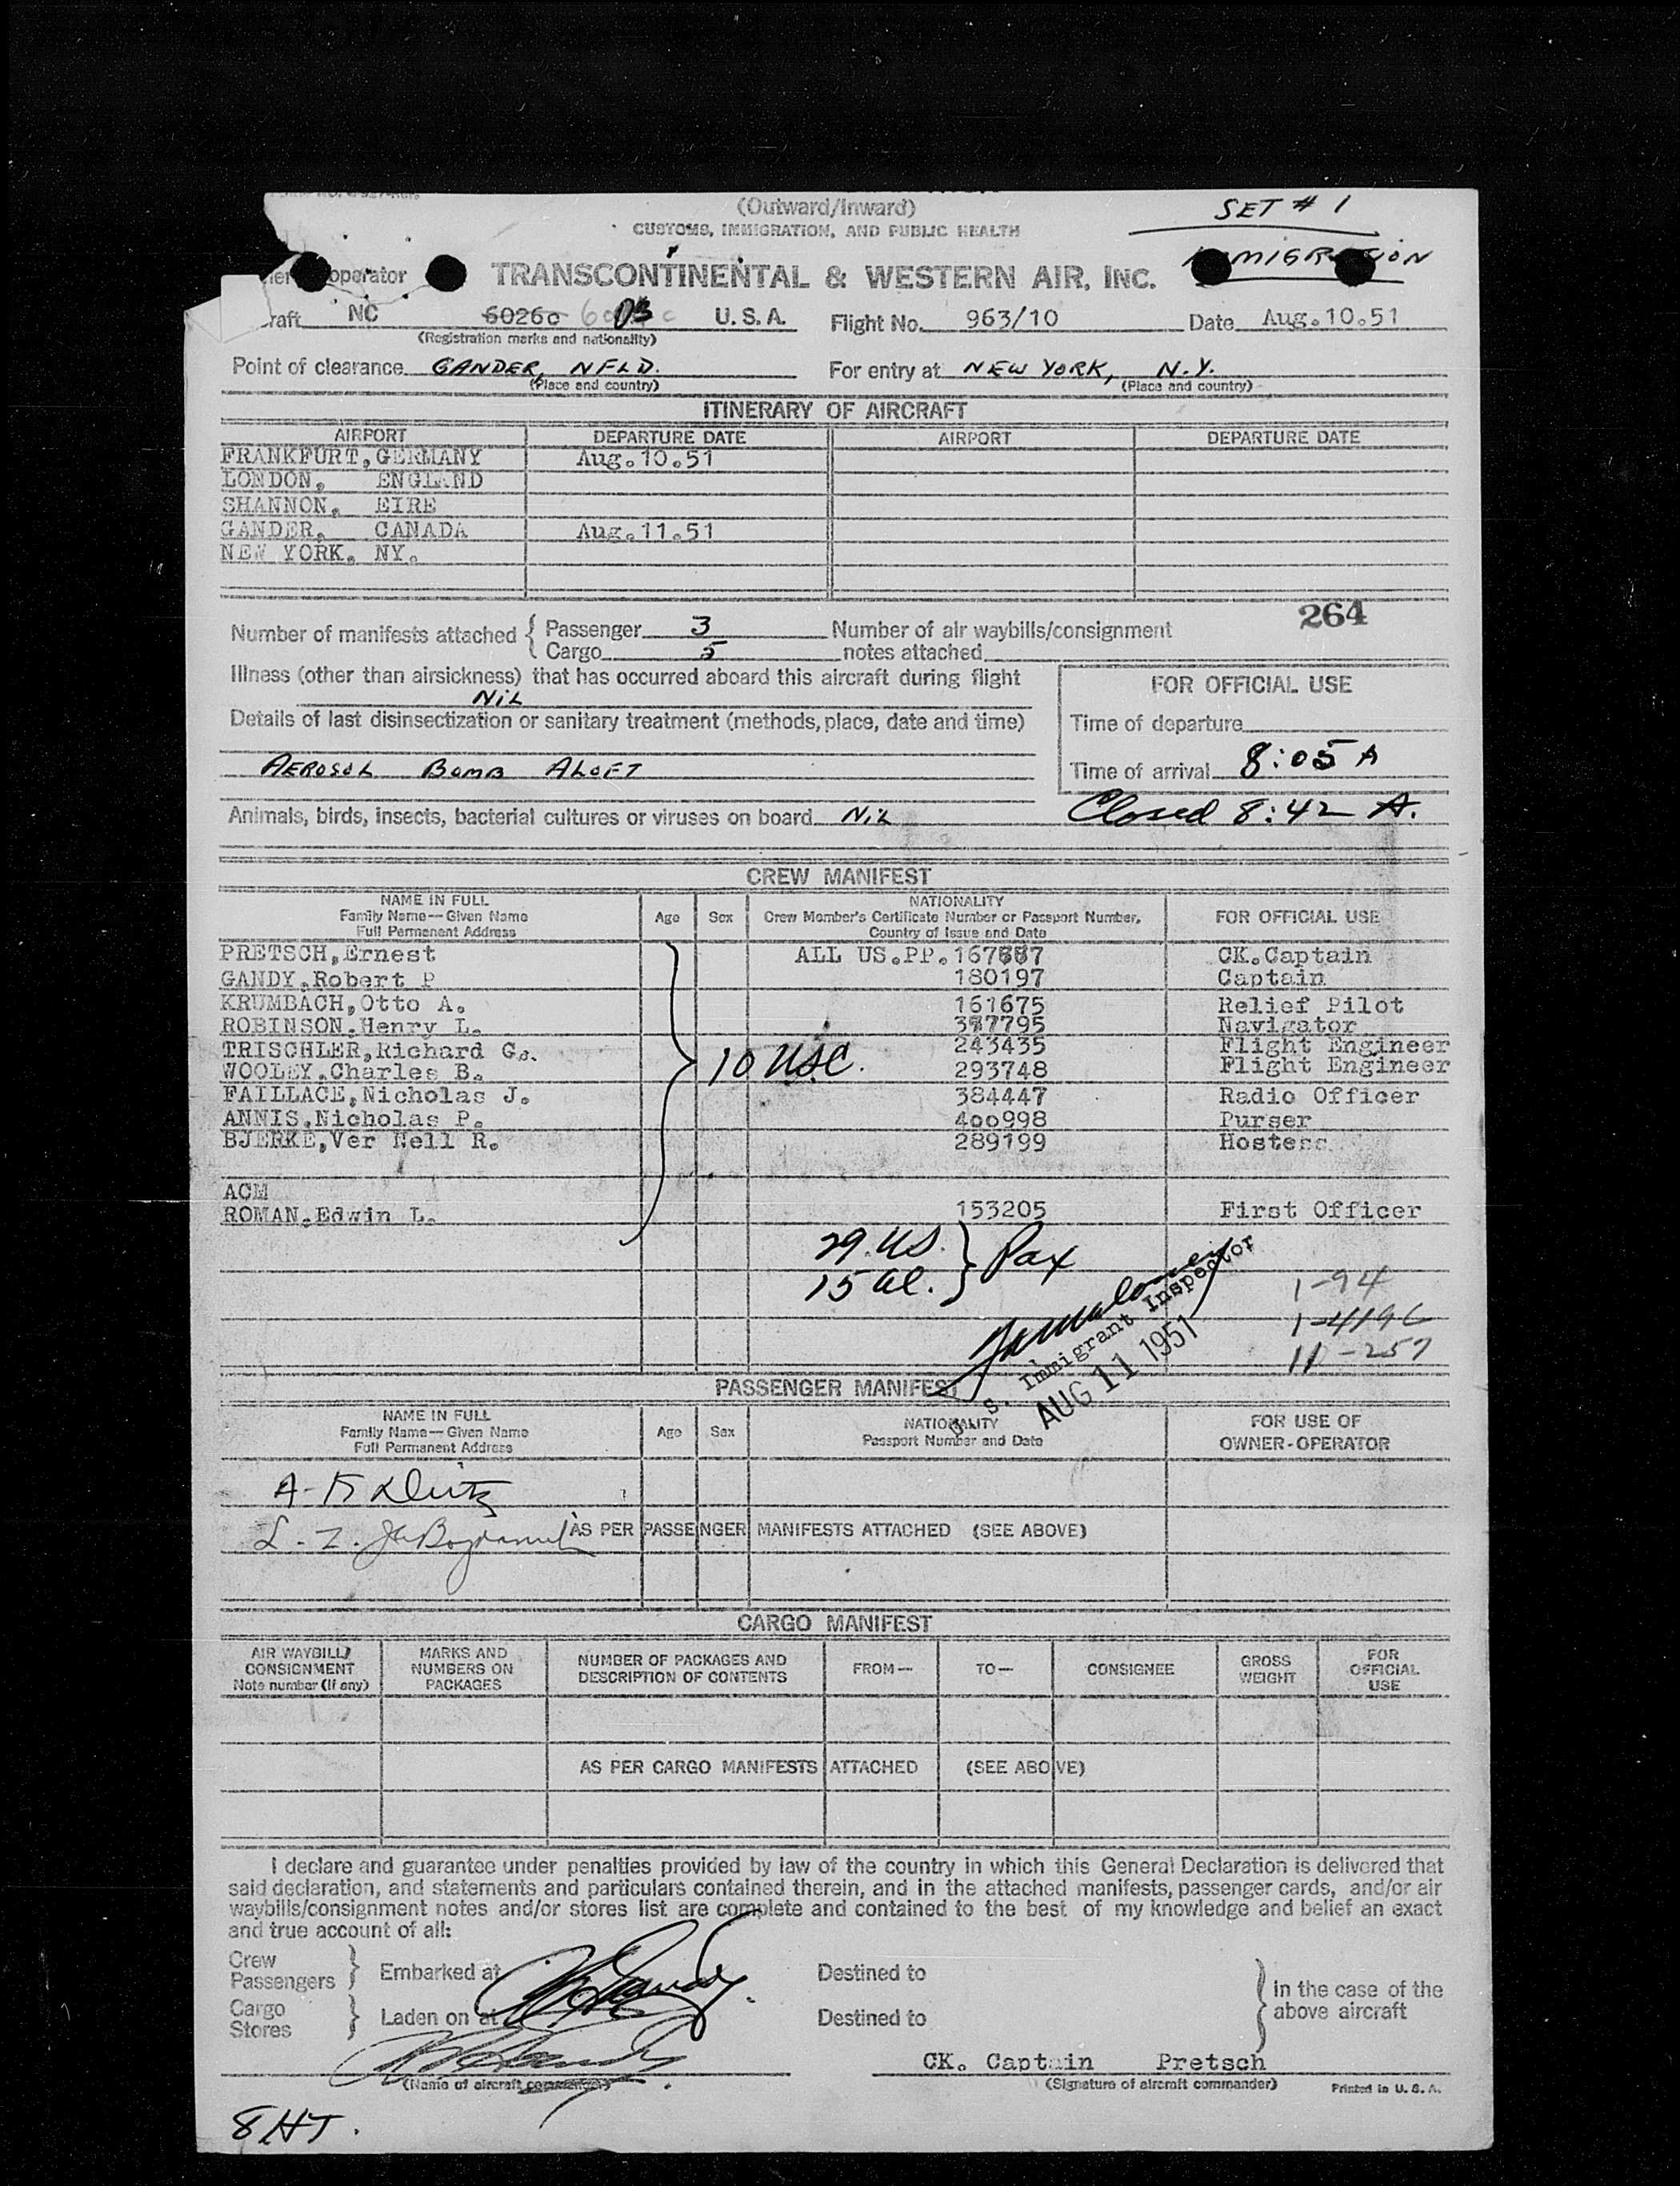 (Outward/Inward)
SET # 1
CUSTOMS, IMMIGRATION, AND PUBLIC HEALTH
operator TRANSCONTINENTAL & WESTERN AIR, INC.
NC 6026c U.S.A. Flight No. 963/10 Date Aug.10.51
(Registration marks and nationality)
Point of clearance GANDER, NFLD. For entry at NEW YORK, N.Y.
(Place and country) (Place and country)
ITINERARY OF AIRCRAFT
AIRPORT DEPARTURE DATE AIRPORT DEPARTURE DATE
FRANKFURT, GERMANY Aug.10.51
LONDON, ENGLAND
SHANNON, EIRE
GANDER, CANADA Aug.11.51
NEW YORK, NY.
264
Number of manifests attached { Passenger 3 Number of air waybills/consignment
Cargo 5 notes attached
Illness (other than airsickness) that has occurred aboard this aircraft during flight
NiL
FOR OFFICIAL USE
Details of last disinsectization or sanitary treatment (methods, place, date and time)
Time of departure
AEROSOL BOMB ALOFT
Time of arrival 8:05 A
Animals, birds, insects, bacterial cultures or viruses on board NiL
Closed 8:42 A.
CREW MANIFEST
NAME IN FULL
Family Name—Given Name
Full Permanent Address
Age Sex
NATIONALITY
Crew Member's Certificate Number or Passport Number,
Country of Issue and Date
FOR OFFICIAL USE
PRETSCH,Ernest ALL US.PP. CK.Captain
GANDY,Robert P 180197 Captain
KRUMBACH,Otto A. 161675 Relief Pilot
ROBINSON,Henry L. Navigator
TRISCHLER,Richard G. 243435 Flight Engineer
WOOLEY,Charles B. 293748 Flight Engineer
10 USC.
FAILLACE,Nicholas J. 384447 Radio Officer
ANNIS,Nicholas P. 400998 Purser
BJERKE,Ver Nell R. 289199 Hostess
ACM
ROMAN,Edwin L. 153205 First Officer
29. US. } Pax
15 al.
U. S. Immigrant Inspector
AUG 11 1951
1-94
1-4196
11-257
PASSENGER MANIFEST
NAME IN FULL
Family Name—Given Name
Full Permanent Address
Age Sex
NATIONALITY
Passport Number and Date
FOR USE OF
OWNER-OPERATOR
AS PER PASSENGER MANIFESTS ATTACHED (SEE ABOVE)
CARGO MANIFEST
AIR WAYBILL/
CONSIGNMENT
Note number (if any)
MARKS AND
NUMBERS ON
PACKAGES
NUMBER OF PACKAGES AND
DESCRIPTION OF CONTENTS
FROM— TO— CONSIGNEE
GROSS
WEIGHT
FOR
OFFICIAL
USE
AS PER CARGO MANIFESTS ATTACHED (SEE ABOVE)
I declare and guarantee under penalties provided by law of the country in which this General Declaration is delivered that
said declaration, and statements and particulars contained therein, and in the attached manifests, passenger cards, and/or air
waybills/consignment notes and/or stores list are complete and contained to the best of my knowledge and belief an exact
and true account of all:
Crew
Passengers } Embarked at Destined to
Cargo
Stores } Laden on at Destined to
} in the case of the
above aircraft
CK. Captain Pretsch
(Name of aircraft commander) (Signature of aircraft commander) Printed in U. S. A.
8HT.